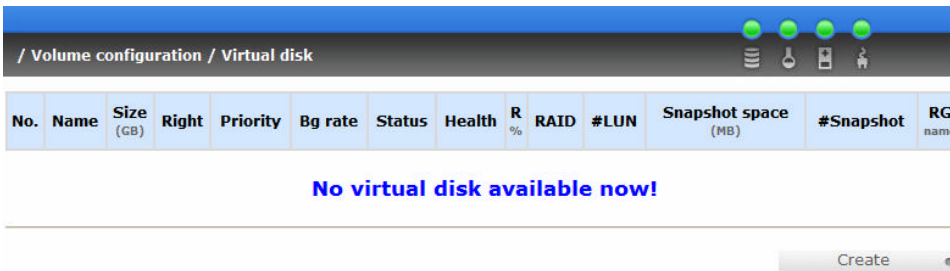 / Volume configuration / Virtual disk
No. Name Size (GB) Right Priority Bg rate Status Health R % RAID #LUN Snapshot space (MB) #Snapshot RG nam
No virtual disk available now!
Create